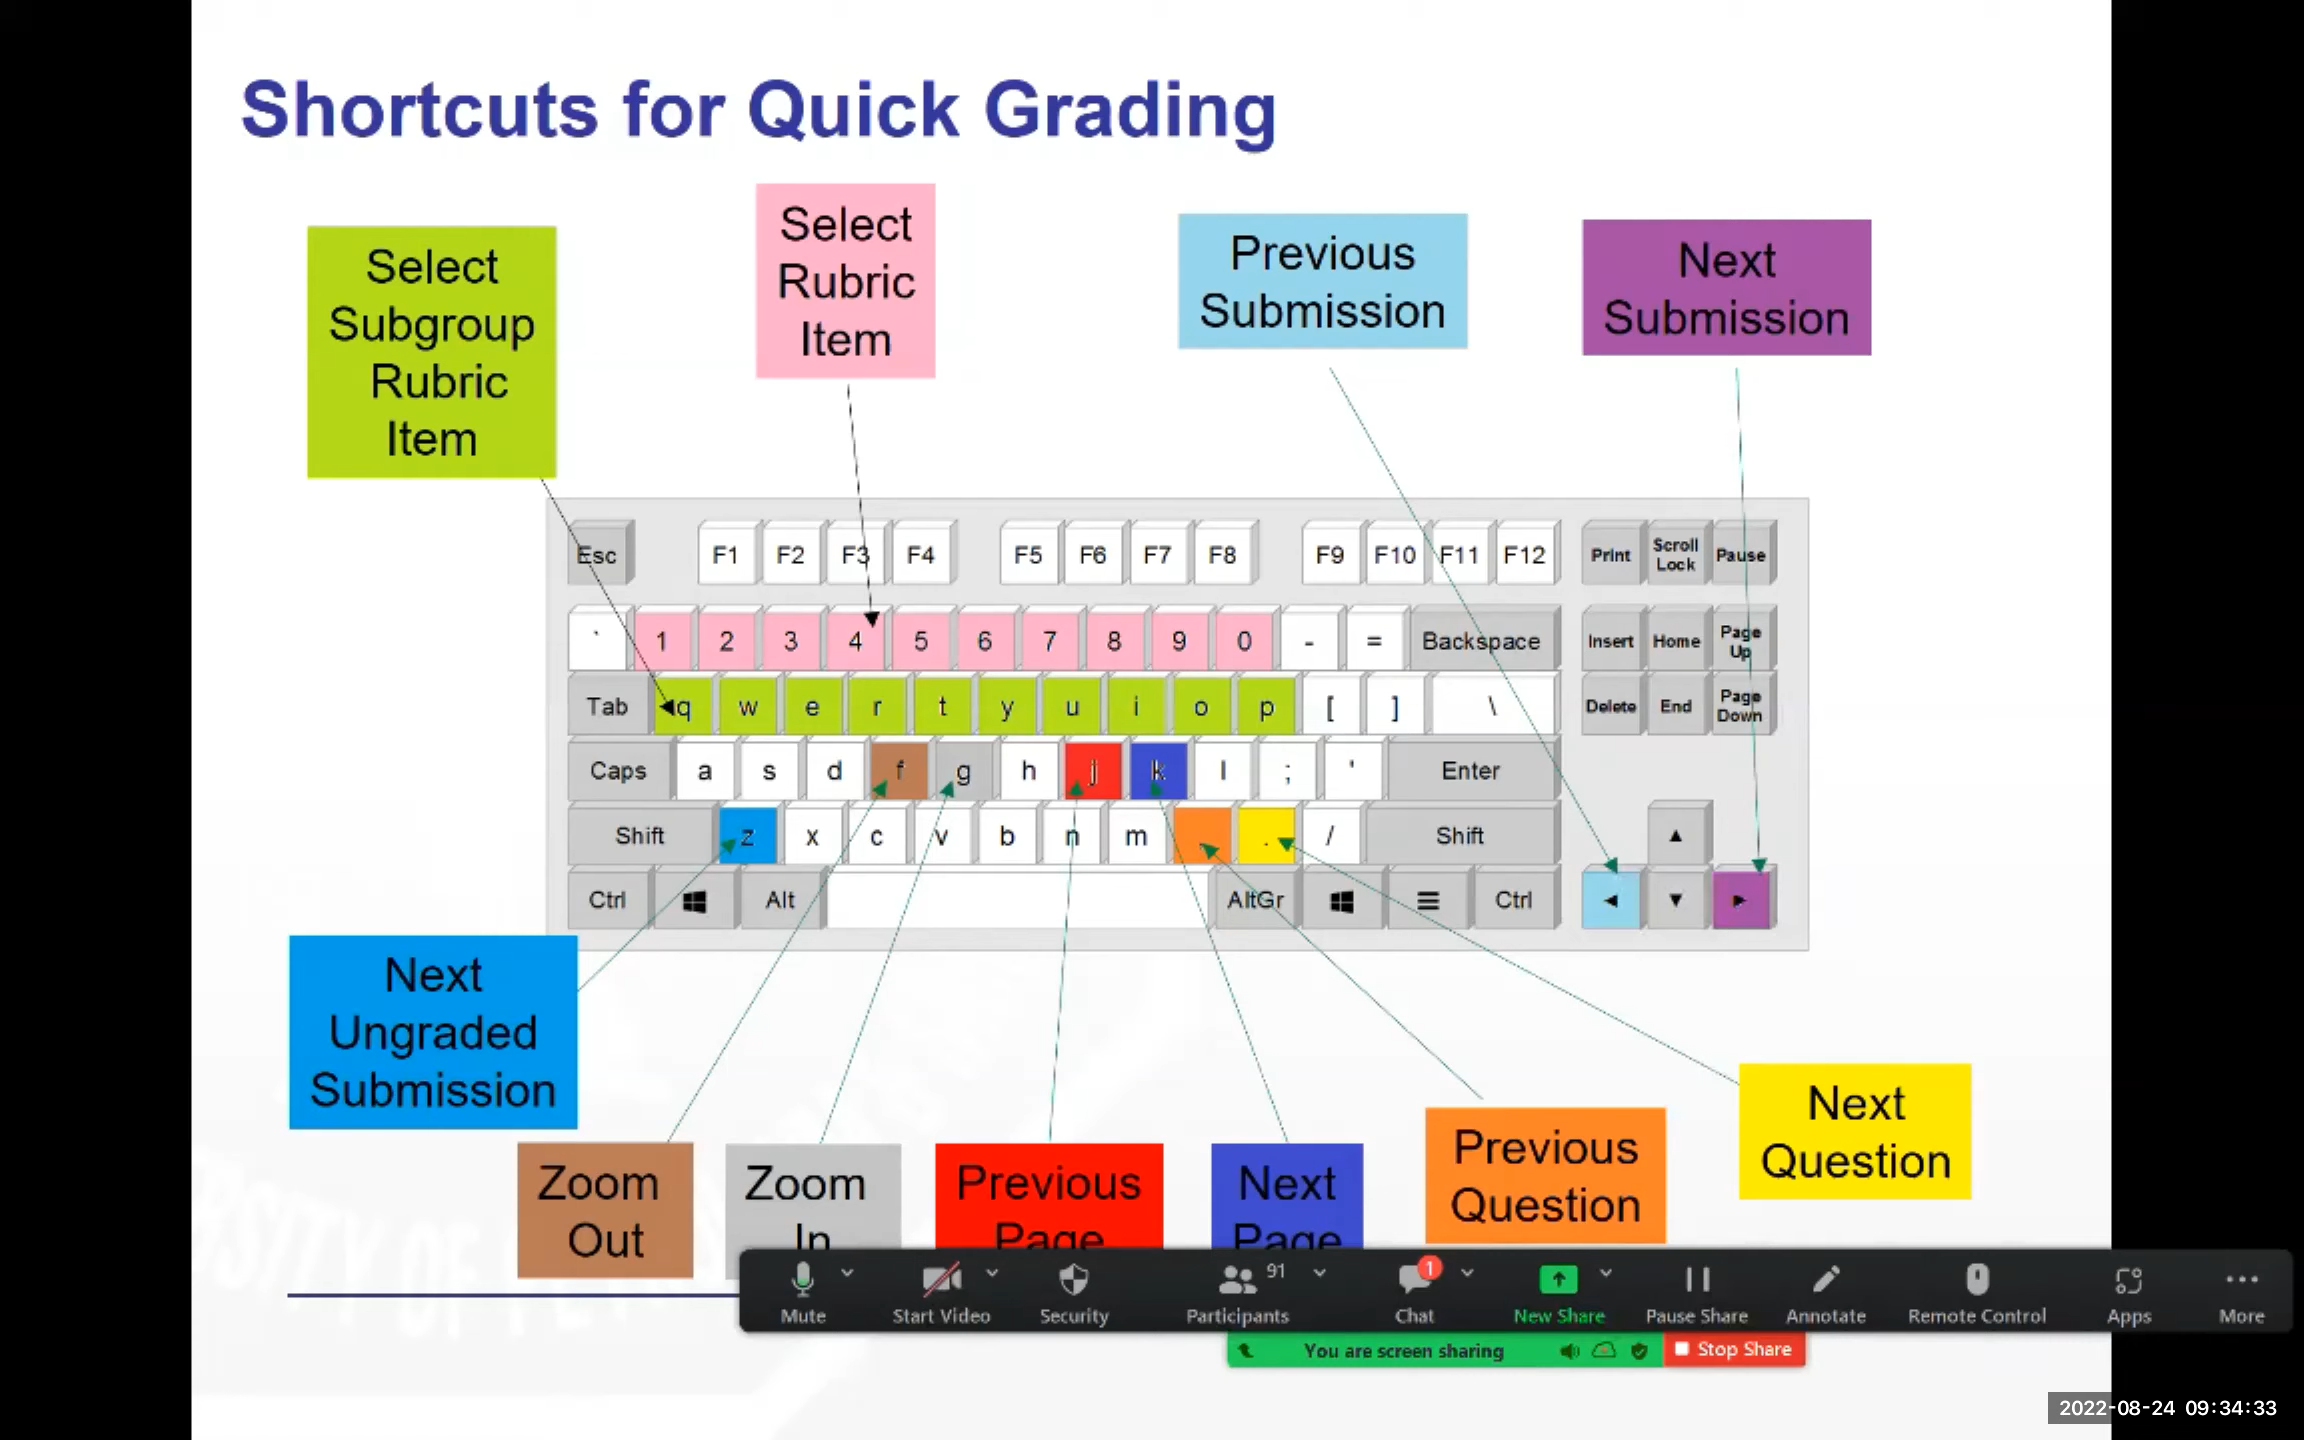 Shortcuts for Quick Grading
Select
Subgroup
Rubric
Item
Select
Rubric
Item
Previous
Submission
Next
Submission
Esc F1 F2 F3 F4 F5 F6 F7 F8 F9 F10 F11 F12 Print Scroll Lock Pause
` 1 2 3 4 5 6 7 8 9 0 - = Backspace Insert Home Page Up
Tab q w e r t y u i o p [ ] \ Delete End Page Down
Caps a s d f g h j k l ; ' Enter
Shift z x c v b n m , . / Shift ▲
Ctrl Alt AltGr Ctrl ◄ ▼ ►
Next
Ungraded
Submission
Zoom
Out
Zoom
In
Previous
Page
Next
Page
Previous
Question
Next
Question
Mute Start Video Security Participants 91 Chat 1 New Share Pause Share Annotate Remote Control Apps More
You are screen sharing Stop Share
2022-08-24 09:34:33